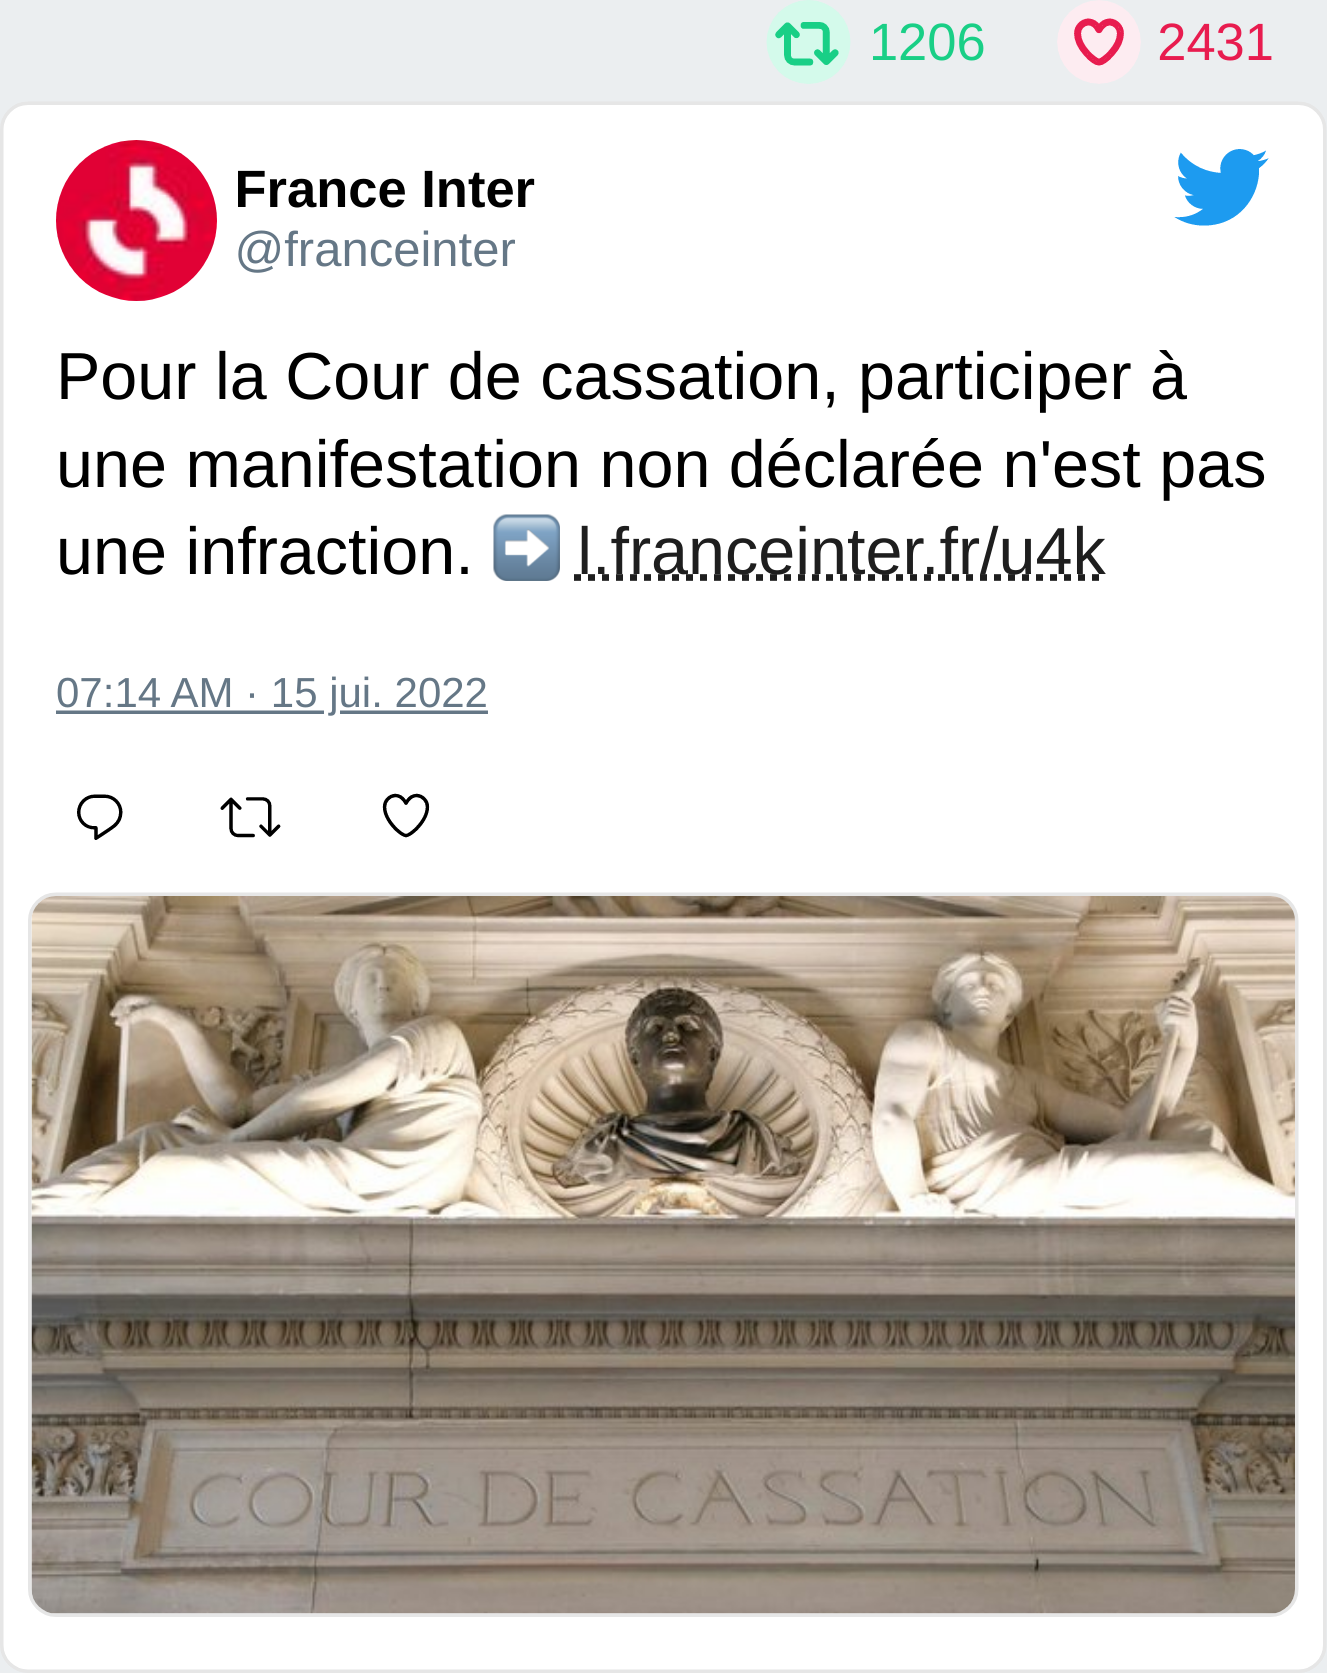 1206 2431
France Inter
@franceinter
Pour la Cour de cassation, participer à
une manifestation non déclarée n'est pas
une infraction. ➡️ l.franceinter.fr/u4k
07:14 AM · 15 jui. 2022
COUR DE CASSATION